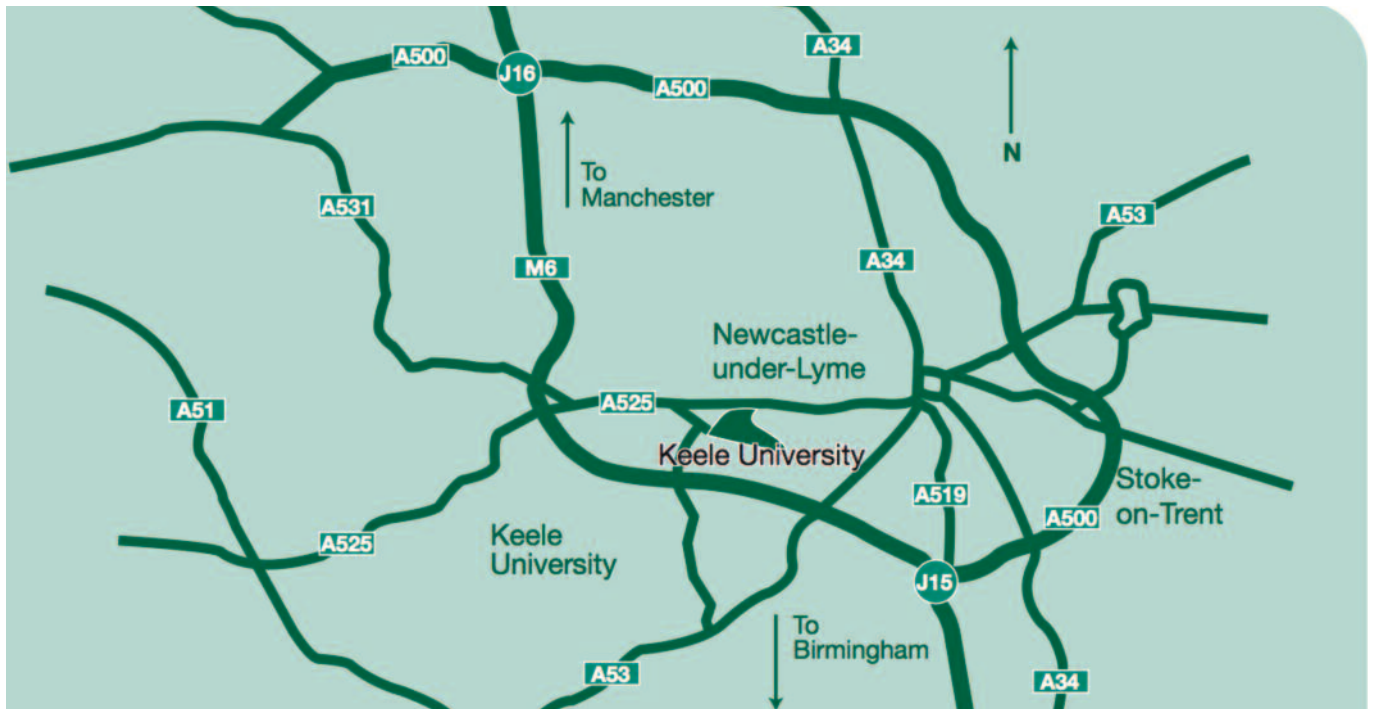 A34
A500
J16
A500
N
To
Manchester
A531
A53
A34
M6
Newcastle-
under-Lyme
A525
A51
Keele University
Stoke-
on-Trent
A519
A500
Keele
University
A525
J15
To
Birmingham
A53
A34